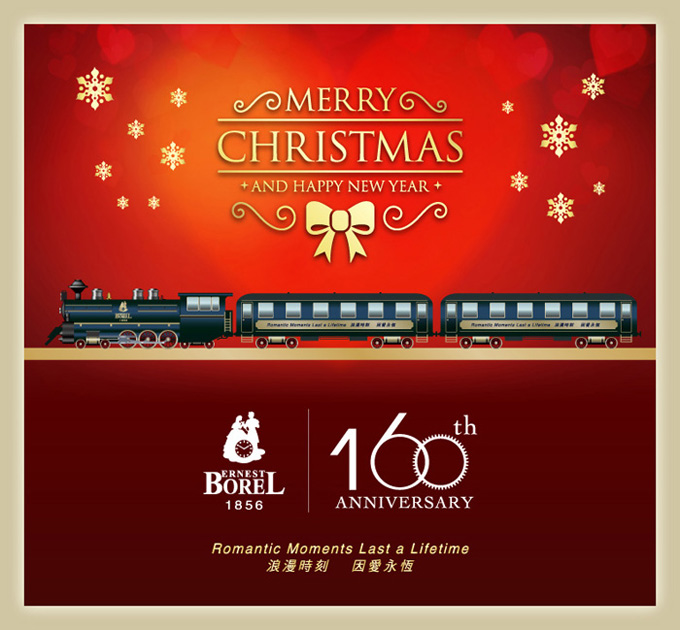 MERRY
CHRISTMAS
AND HAPPY NEW YEAR
BOREL
Romantic Moments Last a Lifetime 浪漫時刻 因愛永恆
Romantic Moments Last a Lifetime 浪漫時刻 因愛永恆
ERNEST
BOREL
1856
160th
ANNIVERSARY
Romantic Moments Last a Lifetime
浪漫時刻 因愛永恆